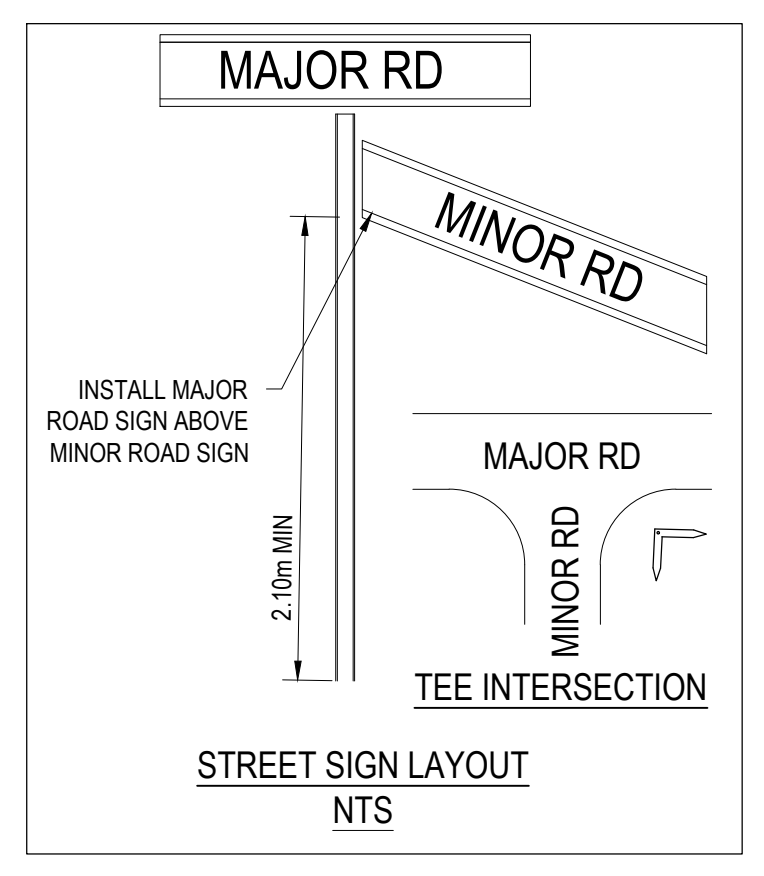 MAJOR RD
MINOR RD
INSTALL MAJOR
ROAD SIGN ABOVE
MINOR ROAD SIGN
2.10m MIN
MAJOR RD
MINOR RD
TEE INTERSECTION
STREET SIGN LAYOUT
NTS